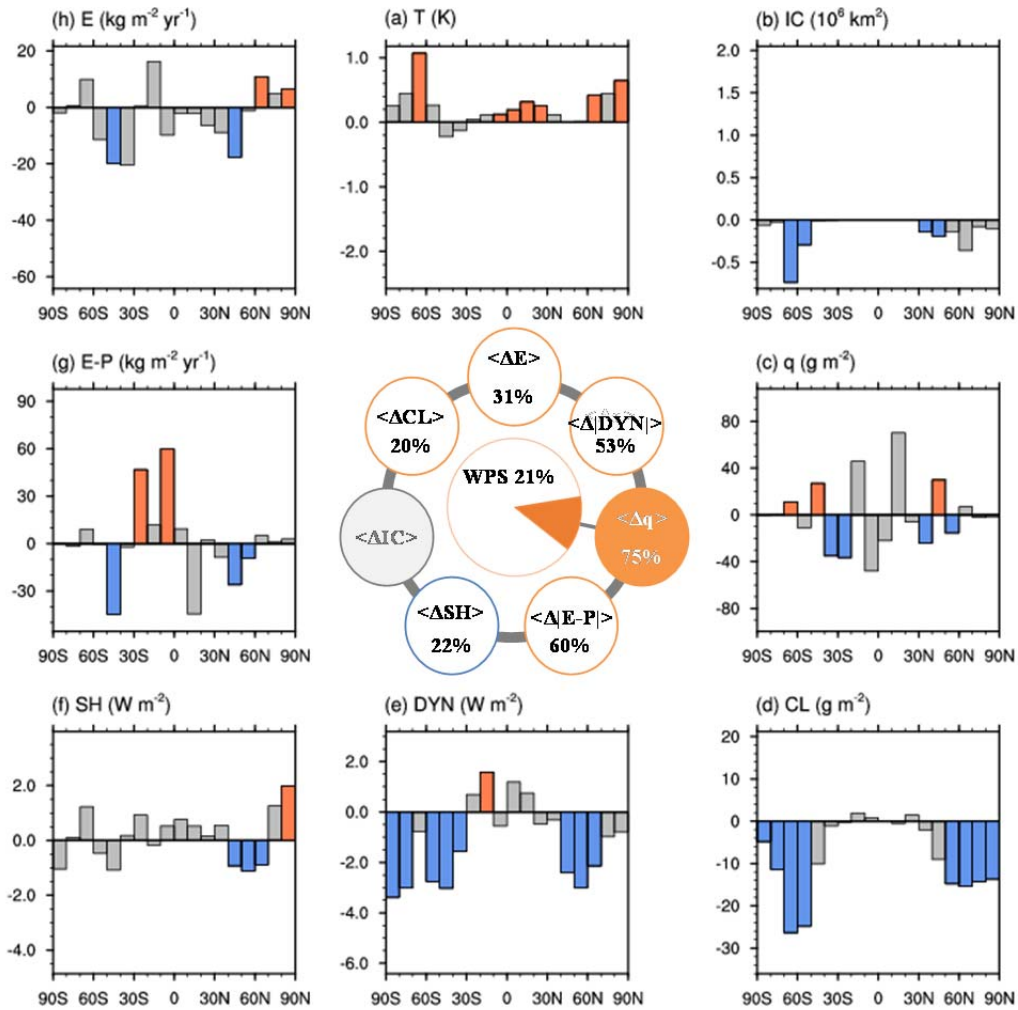 (h) E (kg m⁻² yr⁻¹)
20
0
-20
-40
-60
90S 60S 30S 0 30N 60N 90N
(a) T (K)
1.0
0.0
-1.0
-2.0
90S 60S 30S 0 30N 60N 90N
(b) IC (10⁶ km²)
2.0
1.5
1.0
0.5
0.0
-0.5
90S 60S 30S 0 30N 60N 90N
(g) E-P (kg m⁻² yr⁻¹)
90
60
30
0
-30
90S 60S 30S 0 30N 60N 90N
<ΔE>
31%
<Δ|DYN|>
53%
<Δq>
75%
<Δ|E-P|>
60%
<ΔSH>
22%
<ΔIC>
<ΔCL>
20%
WPS 21%
(c) q (g m⁻²)
80
40
0
-40
-80
90S 60S 30S 0 30N 60N 90N
(f) SH (W m⁻²)
2.0
0.0
-2.0
-4.0
90S 60S 30S 0 30N 60N 90N
(e) DYN (W m⁻²)
2.0
0.0
-2.0
-4.0
-6.0
90S 60S 30S 0 30N 60N 90N
(d) CL (g m⁻²)
20
10
0
-10
-20
-30
90S 60S 30S 0 30N 60N 90N